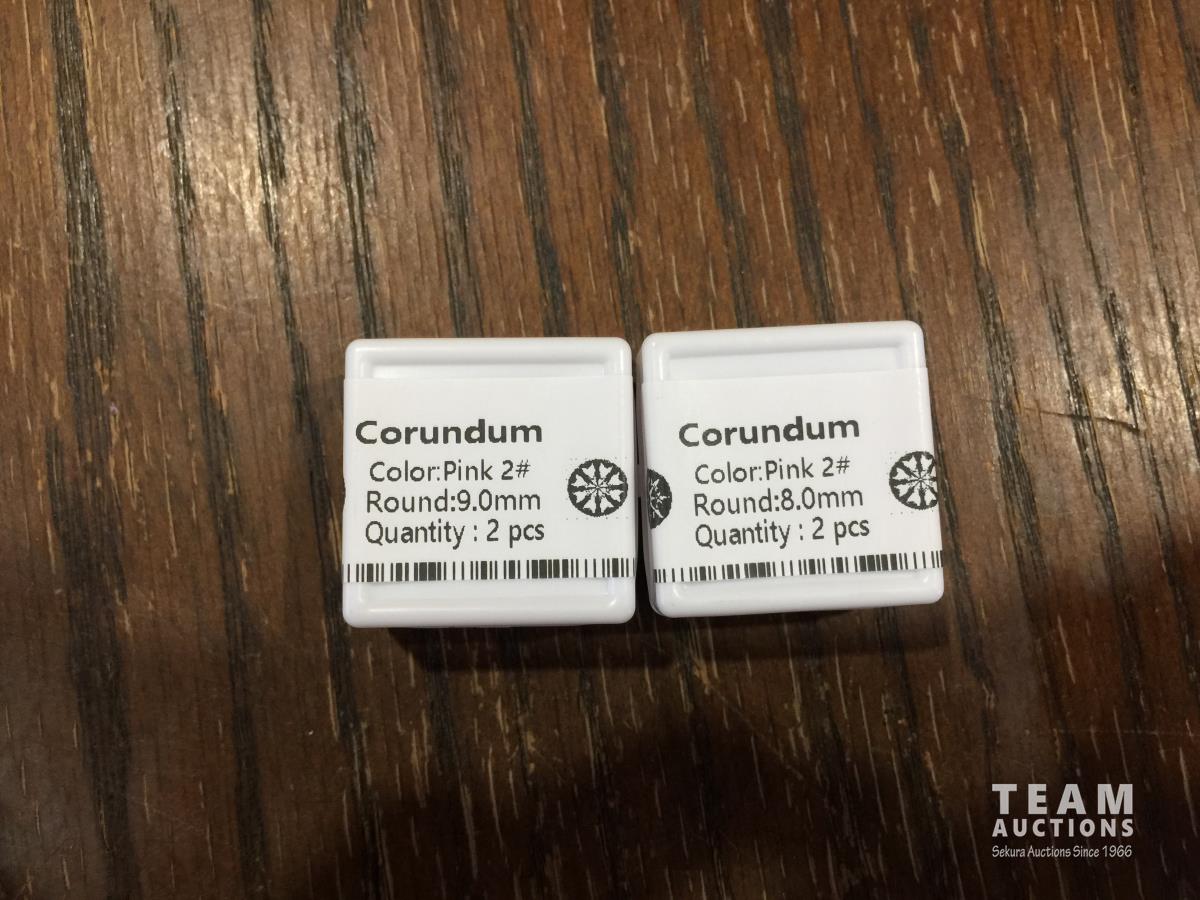 Corundum
Color:Pink 2#
Round:9.0mm
Quantity : 2 pcs
Corundum
Color:Pink 2#
Round:8.0mm
Quantity : 2 pcs
TEAM
AUCTIONS
Sekura Auctions Since 1966